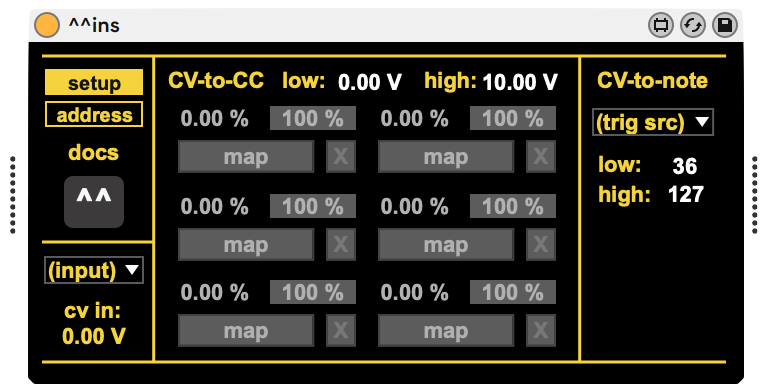 ^^ins
setup
address
docs
^^
(input)
cv in:
0.00 V
CV-to-CC low: 0.00 V high: 10.00 V
0.00 % 100 % 0.00 % 100 %
map X map X
0.00 % 100 % 0.00 % 100 %
map X map X
0.00 % 100 % 0.00 % 100 %
map X map X
CV-to-note
(trig src)
low: 36
high: 127